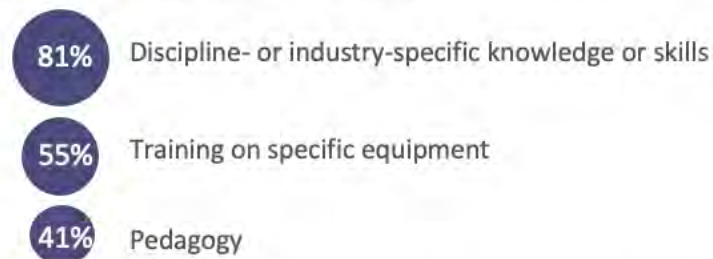 81% Discipline- or industry-specific knowledge or skills
55% Training on specific equipment
41% Pedagogy